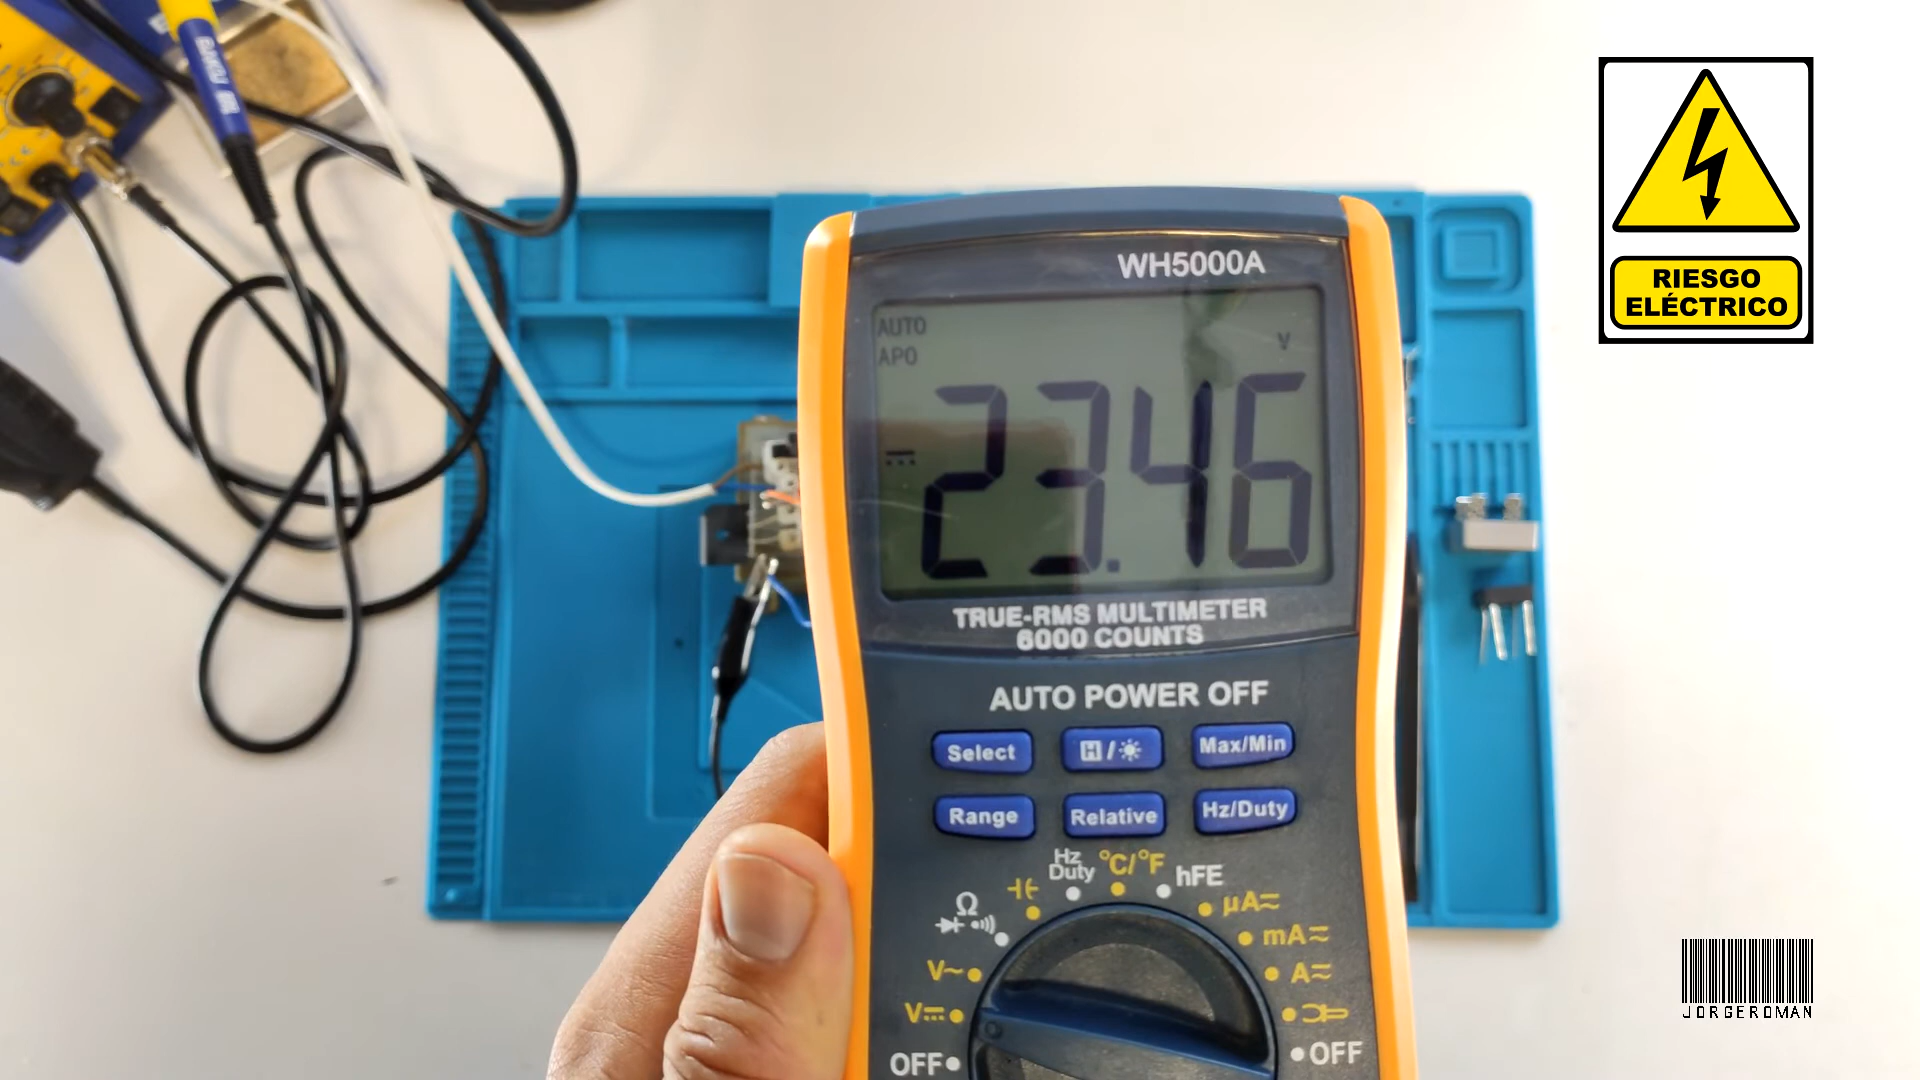 WH5000A
AUTO
APO
V
23.46
TRUE-RMS MULTIMETER
6000 COUNTS
AUTO POWER OFF
Select
H/☀
Max/Min
Range
Relative
Hz/Duty
Hz
Duty
°C/°F
hFE
Ω
µA
mA
V~
A
V
OFF
OFF
RIESGO
ELÉCTRICO
JORGEROMAN